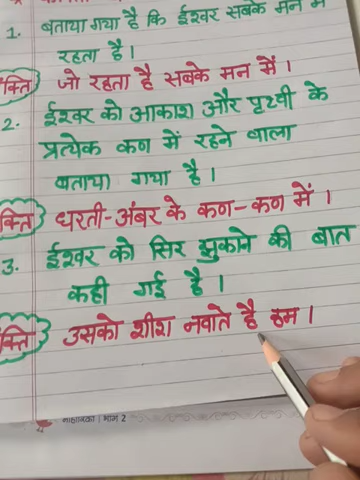 1. बताया गया है कि ईश्वर सबके मन में
रहता है।
क्ति जो रहता है सबके मन में।
2. ईश्वर को आकाश और पृथ्वी के
प्रत्येक कण में रहने वाला
बताया गया है।
क्ति धरती-अंबर के कण-कण में।
3. ईश्वर को सिर झुकाने की बात
कही गई है।
क्ति उसको शीश नवाते है हम।
भाग 2